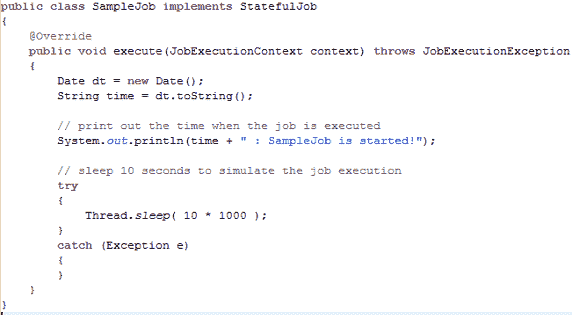 public class SampleJob implements StatefulJob
{
@Override
public void execute(JobExecutionContext context) throws JobExecutionException
{
Date dt = new Date();
String time = dt.toString();
// print out the time when the job is executed
System.out.println(time + " : SampleJob is started!");
// sleep 10 seconds to simulate the job execution
try
{
Thread.sleep( 10 * 1000 );
}
catch (Exception e)
{
}
}
}